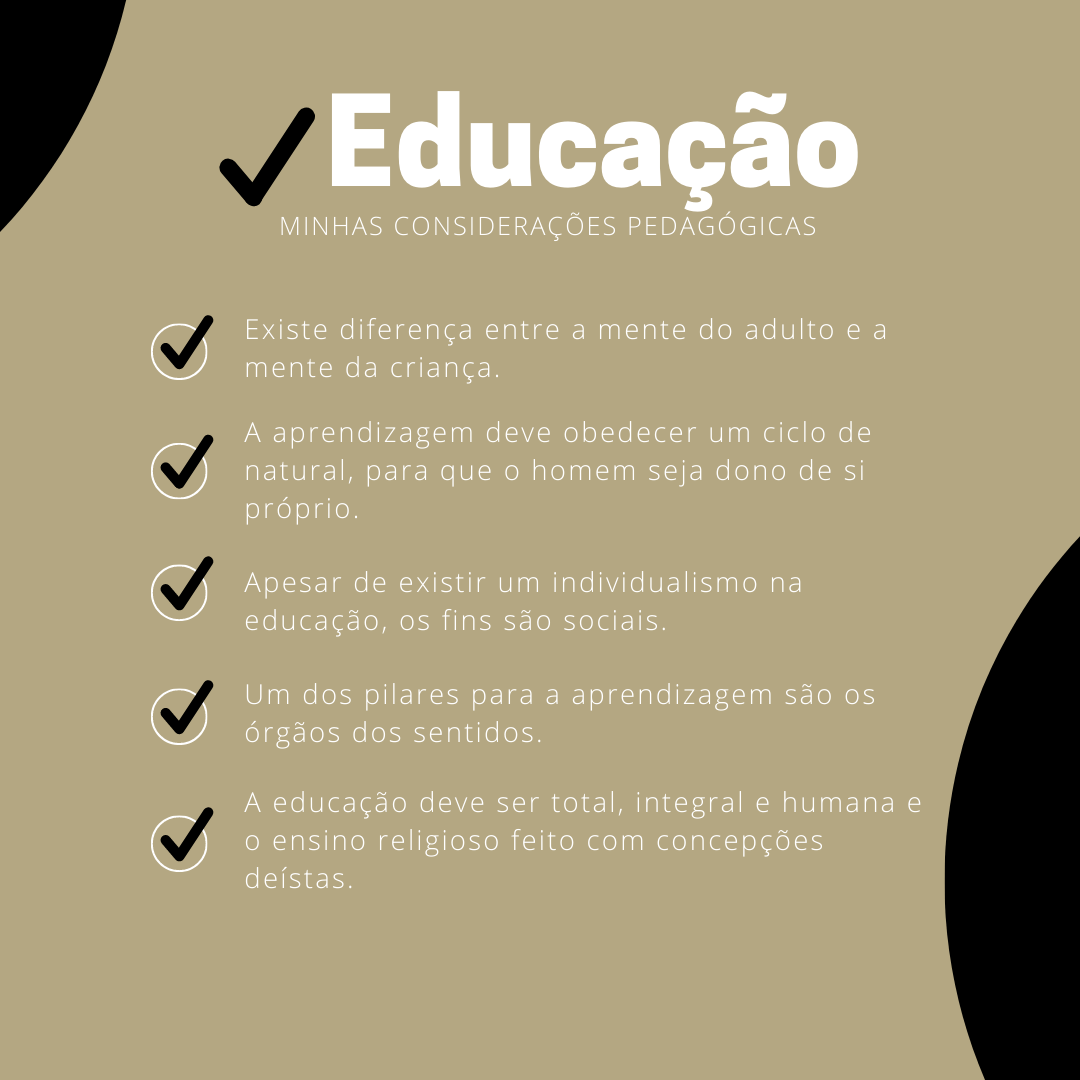 Educação
MINHAS CONSIDERAÇÕES PEDAGÓGICAS
Existe diferença entre a mente do adulto e a
mente da criança.
A aprendizagem deve obedecer um ciclo de
natural, para que o homem seja dono de si
próprio.
Apesar de existir um individualismo na
educação, os fins são sociais.
Um dos pilares para a aprendizagem são os
órgãos dos sentidos.
A educação deve ser total, integral e humana e
o ensino religioso feito com concepções
deístas.